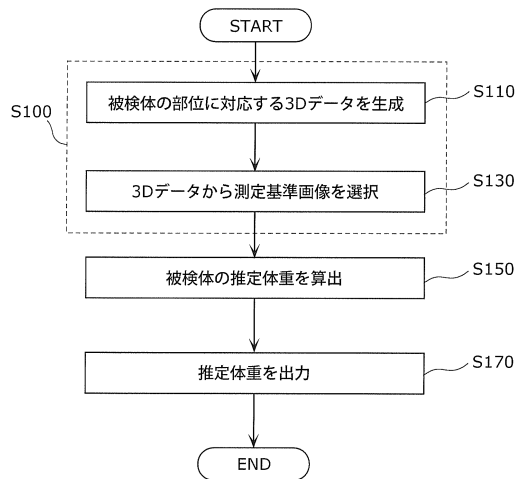 START
S100
被検体の部位に対応する3Dデータを生成
S110
3Dデータから測定基準画像を選択
S130
被検体の推定体重を算出
S150
推定体重を出力
S170
END